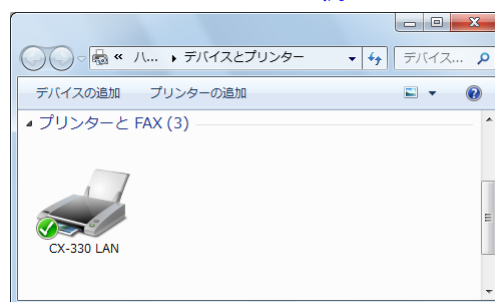 « ハ... ▸ デバイスとプリンター
デバイス...
デバイスの追加 プリンターの追加
プリンターと FAX (3)
CX-330 LAN